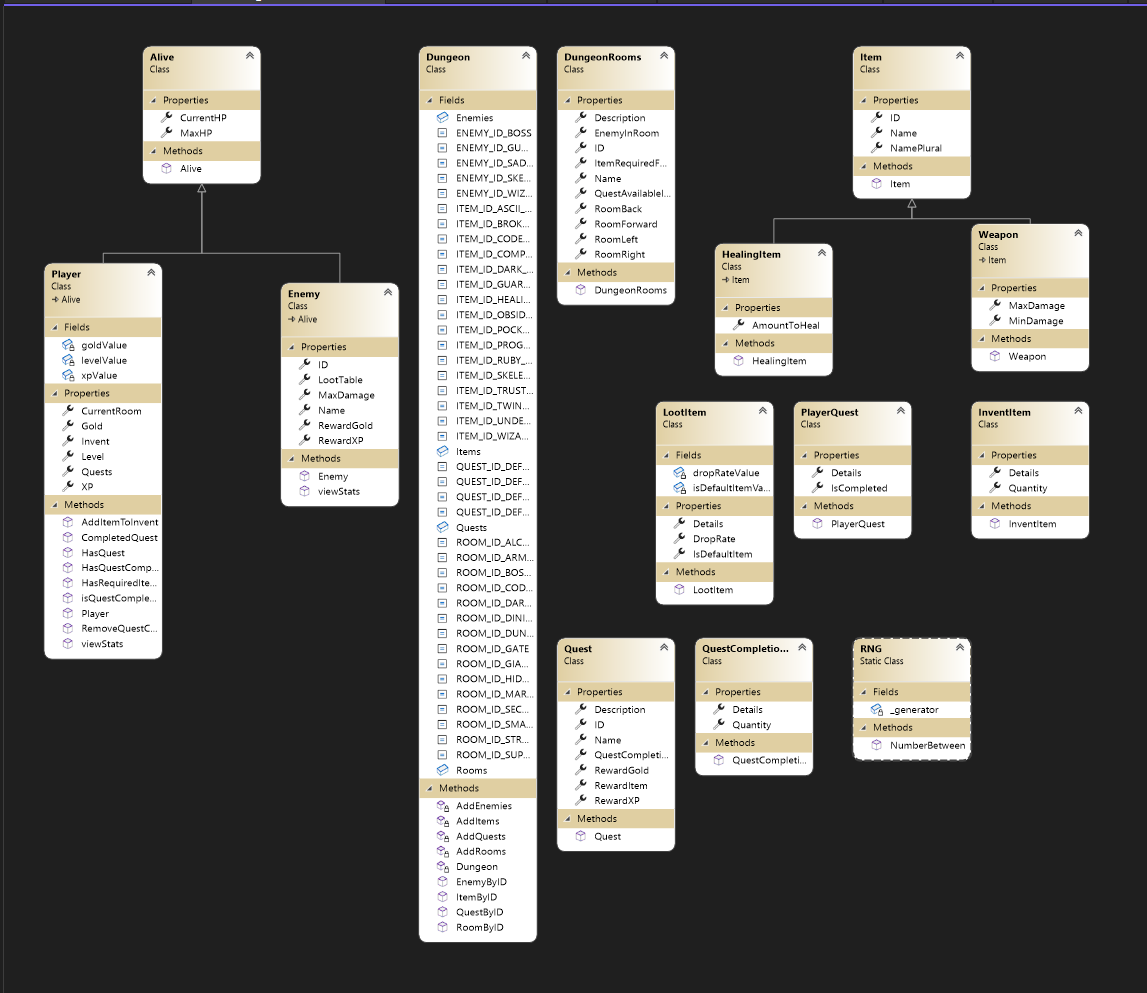 Alive
Class
Properties
CurrentHP
MaxHP
Methods
Alive
Player
Class
Alive
Fields
goldValue
levelValue
xpValue
Properties
CurrentRoom
Gold
Invent
Level
Quests
XP
Methods
AddItemToInvent
CompletedQuest
HasQuest
HasQuestComp...
HasRequiredIte...
isQuestComple...
Player
RemoveQuestC...
viewStats
Enemy
Class
Alive
Properties
ID
LootTable
MaxDamage
Name
RewardGold
RewardXP
Methods
Enemy
viewStats
Dungeon
Class
Fields
Enemies
ENEMY_ID_BOSS
ENEMY_ID_GU...
ENEMY_ID_SAD...
ENEMY_ID_SKE...
ENEMY_ID_WIZ...
ITEM_ID_ASCII_...
ITEM_ID_BROK...
ITEM_ID_CODE...
ITEM_ID_COMP...
ITEM_ID_DARK_...
ITEM_ID_GUAR...
ITEM_ID_HEALI...
ITEM_ID_OBSID...
ITEM_ID_POCK...
ITEM_ID_PROG...
ITEM_ID_RUBY_...
ITEM_ID_SKELE...
ITEM_ID_TRUST...
ITEM_ID_TWIN...
ITEM_ID_UNDE...
ITEM_ID_WIZA...
Items
QUEST_ID_DEF...
QUEST_ID_DEF...
QUEST_ID_DEF...
QUEST_ID_DEF...
Quests
ROOM_ID_ALC...
ROOM_ID_ARM...
ROOM_ID_BOS...
ROOM_ID_COD...
ROOM_ID_DAR...
ROOM_ID_DINI...
ROOM_ID_DUN...
ROOM_ID_GATE
ROOM_ID_GIA...
ROOM_ID_HID...
ROOM_ID_MAR...
ROOM_ID_SEC...
ROOM_ID_SMA...
ROOM_ID_STR...
ROOM_ID_SUP...
Rooms
Methods
AddEnemies
AddItems
AddQuests
AddRooms
Dungeon
EnemyByID
ItemByID
QuestByID
RoomByID
DungeonRooms
Class
Properties
Description
EnemyInRoom
ID
ItemRequiredF...
Name
QuestAvailableI...
RoomBack
RoomForward
RoomLeft
RoomRight
Methods
DungeonRooms
Item
Class
Properties
ID
Name
NamePlural
Methods
Item
HealingItem
Class
Item
Properties
AmountToHeal
Methods
HealingItem
Weapon
Class
Item
Properties
MaxDamage
MinDamage
Methods
Weapon
LootItem
Class
Fields
dropRateValue
isDefaultItemVa...
Properties
Details
DropRate
IsDefaultItem
Methods
LootItem
PlayerQuest
Class
Properties
Details
IsCompleted
Methods
PlayerQuest
InventItem
Class
Properties
Details
Quantity
Methods
InventItem
Quest
Class
Properties
Description
ID
Name
QuestCompleti...
RewardGold
RewardItem
RewardXP
Methods
Quest
QuestCompletio...
Class
Properties
Details
Quantity
Methods
QuestCompleti...
RNG
Static Class
Fields
_generator
Methods
NumberBetween